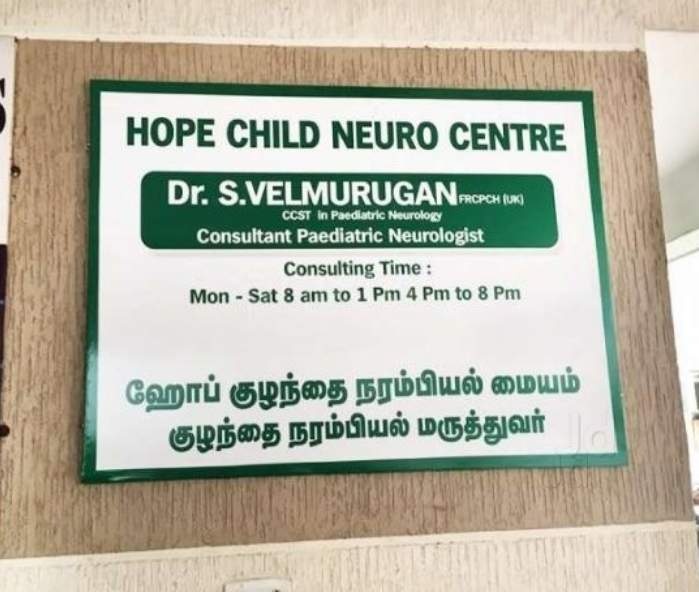 HOPE CHILD NEURO CENTRE
Dr. S.VELMURUGAN FRCPCH (UK)
CCST in Paediatric Neurology
Consultant Paediatric Neurologist
Consulting Time :
Mon - Sat 8 am to 1 Pm 4 Pm to 8 Pm
ஹோப் குழந்தை நரம்பியல் மையம்
குழந்தை நரம்பியல் மருத்துவர்
Jd